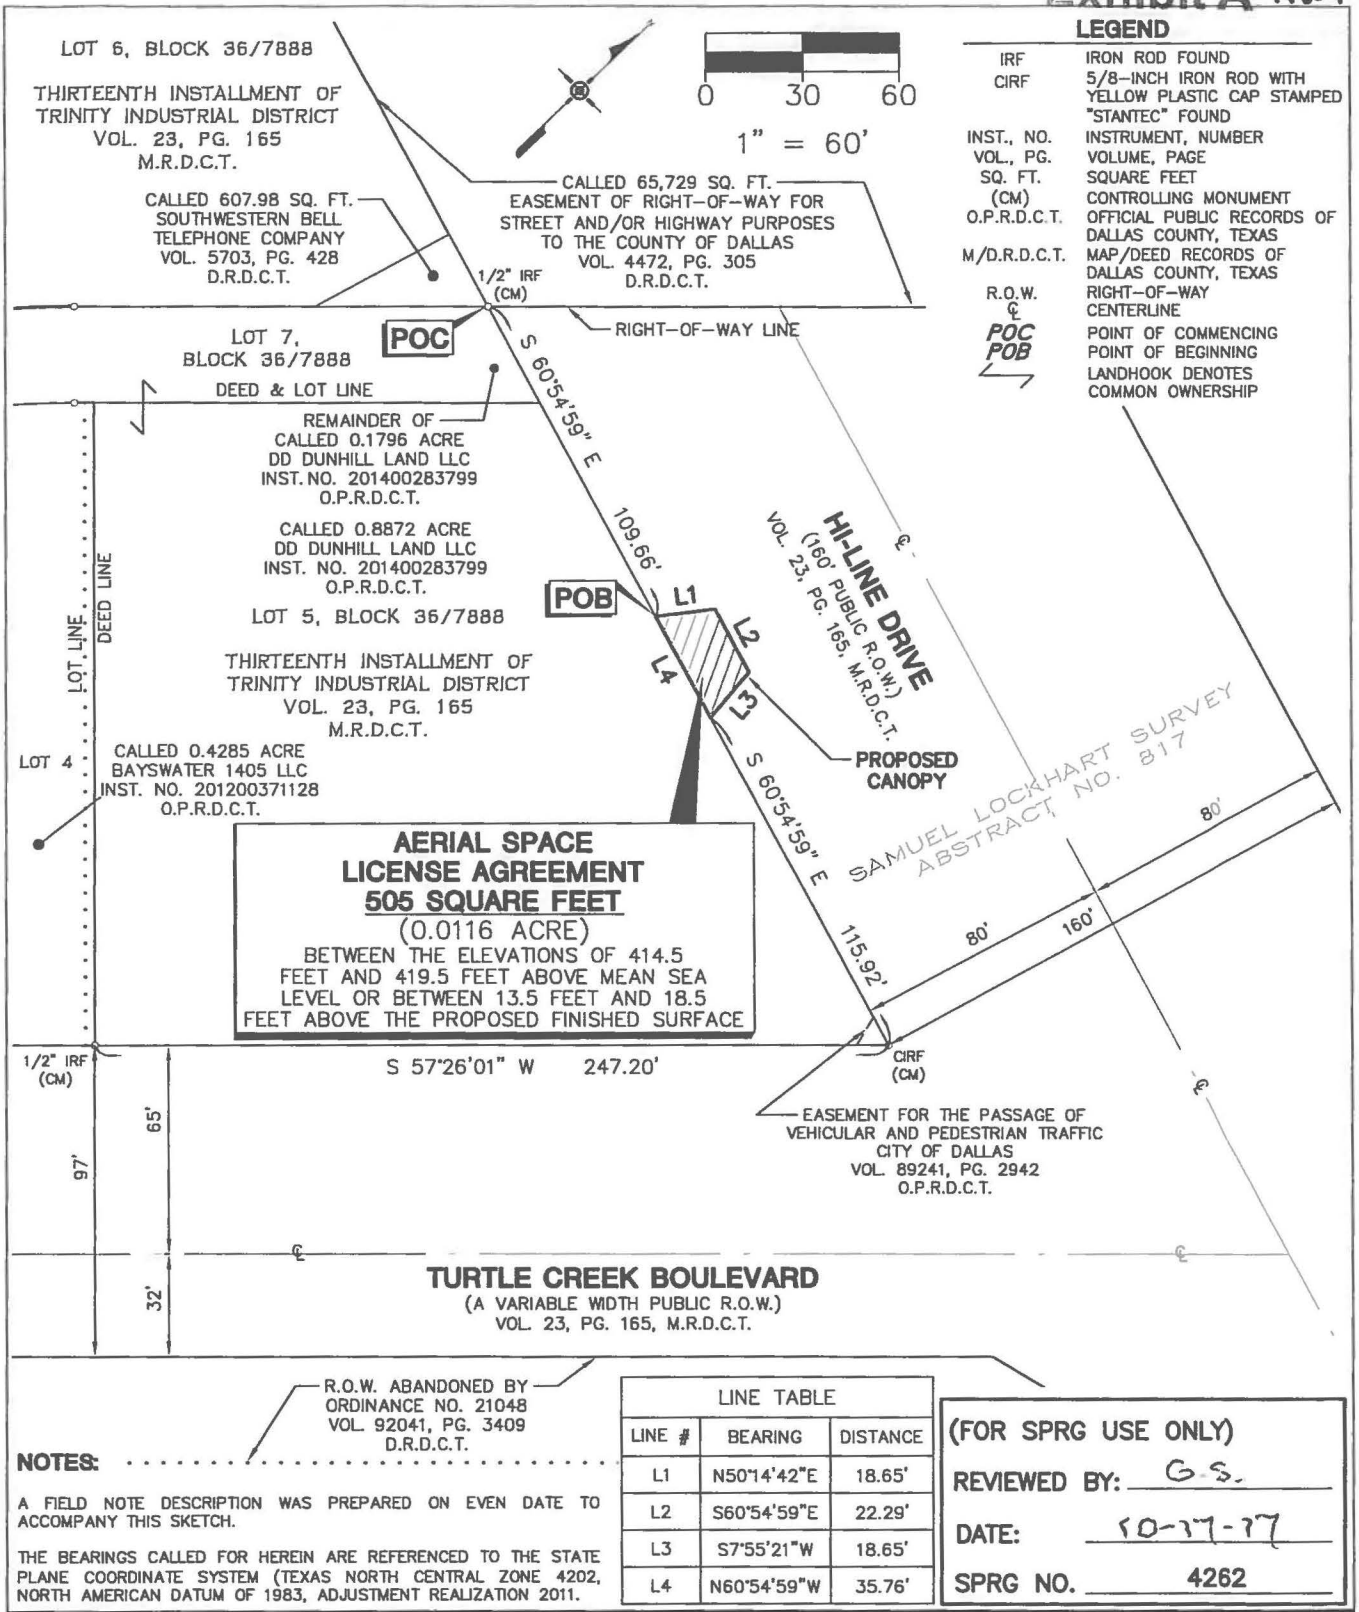 Exhibit A
LOT 6, BLOCK 36/7888
THIRTEENTH INSTALLMENT OF
TRINITY INDUSTRIAL DISTRICT
VOL. 23, PG. 165
M.R.D.C.T.
0 30 60
1" = 60'
LEGEND
IRF IRON ROD FOUND
CIRF 5/8-INCH IRON ROD WITH
YELLOW PLASTIC CAP STAMPED
"STANTEC" FOUND
INST., NO. INSTRUMENT, NUMBER
VOL., PG. VOLUME, PAGE
SQ. FT. SQUARE FEET
(CM) CONTROLLING MONUMENT
O.P.R.D.C.T. OFFICIAL PUBLIC RECORDS OF
DALLAS COUNTY, TEXAS
M/D.R.D.C.T. MAP/DEED RECORDS OF
DALLAS COUNTY, TEXAS
R.O.W. RIGHT-OF-WAY
℄ CENTERLINE
POC POINT OF COMMENCING
POB POINT OF BEGINNING
LANDHOOK DENOTES
COMMON OWNERSHIP
CALLED 607.98 SQ. FT.
SOUTHWESTERN BELL
TELEPHONE COMPANY
VOL. 5703, PG. 428
D.R.D.C.T.
CALLED 65,729 SQ. FT.
EASEMENT OF RIGHT-OF-WAY FOR
STREET AND/OR HIGHWAY PURPOSES
TO THE COUNTY OF DALLAS
VOL. 4472, PG. 305
D.R.D.C.T.
1/2" IRF
(CM)
POC
RIGHT-OF-WAY LINE
LOT 7,
BLOCK 36/7888
DEED & LOT LINE
S 60°54'59" E
109.66'
REMAINDER OF
CALLED 0.1796 ACRE
DD DUNHILL LAND LLC
INST. NO. 201400283799
O.P.R.D.C.T.
CALLED 0.8872 ACRE
DD DUNHILL LAND LLC
INST. NO. 201400283799
O.P.R.D.C.T.
LOT 5, BLOCK 36/7888
THIRTEENTH INSTALLMENT OF
TRINITY INDUSTRIAL DISTRICT
VOL. 23, PG. 165
M.R.D.C.T.
LOT LINE
DEED LINE
POB
L1
L2
L3
L4
HI-LINE DRIVE
(160' PUBLIC R.O.W.)
VOL. 23, PG. 165, M.R.D.C.T.
℄
PROPOSED
CANOPY
SAMUEL LOCKHART SURVEY
ABSTRACT NO. 817
LOT 4
CALLED 0.4285 ACRE
BAYSWATER 1405 LLC
INST. NO. 201200371128
O.P.R.D.C.T.
AERIAL SPACE
LICENSE AGREEMENT
505 SQUARE FEET
(0.0116 ACRE)
BETWEEN THE ELEVATIONS OF 414.5
FEET AND 419.5 FEET ABOVE MEAN SEA
LEVEL OR BETWEEN 13.5 FEET AND 18.5
FEET ABOVE THE PROPOSED FINISHED SURFACE
S 60°54'59" E
115.92'
80'
80'
160'
1/2" IRF
(CM)
S 57°26'01" W 247.20'
CIRF
(CM)
℄
EASEMENT FOR THE PASSAGE OF
VEHICULAR AND PEDESTRIAN TRAFFIC
CITY OF DALLAS
VOL. 89241, PG. 2942
O.P.R.D.C.T.
65'
97'
32'
℄ ℄
TURTLE CREEK BOULEVARD
(A VARIABLE WIDTH PUBLIC R.O.W.)
VOL. 23, PG. 165, M.R.D.C.T.
R.O.W. ABANDONED BY
ORDINANCE NO. 21048
VOL. 92041, PG. 3409
D.R.D.C.T.
NOTES:
A FIELD NOTE DESCRIPTION WAS PREPARED ON EVEN DATE TO
ACCOMPANY THIS SKETCH.
THE BEARINGS CALLED FOR HEREIN ARE REFERENCED TO THE STATE
PLANE COORDINATE SYSTEM (TEXAS NORTH CENTRAL ZONE 4202,
NORTH AMERICAN DATUM OF 1983, ADJUSTMENT REALIZATION 2011.
LINE TABLE
LINE # BEARING DISTANCE
L1 N50°14'42"E 18.65'
L2 S60°54'59"E 22.29'
L3 S7°55'21"W 18.65'
L4 N60°54'59"W 35.76'
(FOR SPRG USE ONLY)
REVIEWED BY: G.S.
DATE:
SPRG NO. 4262